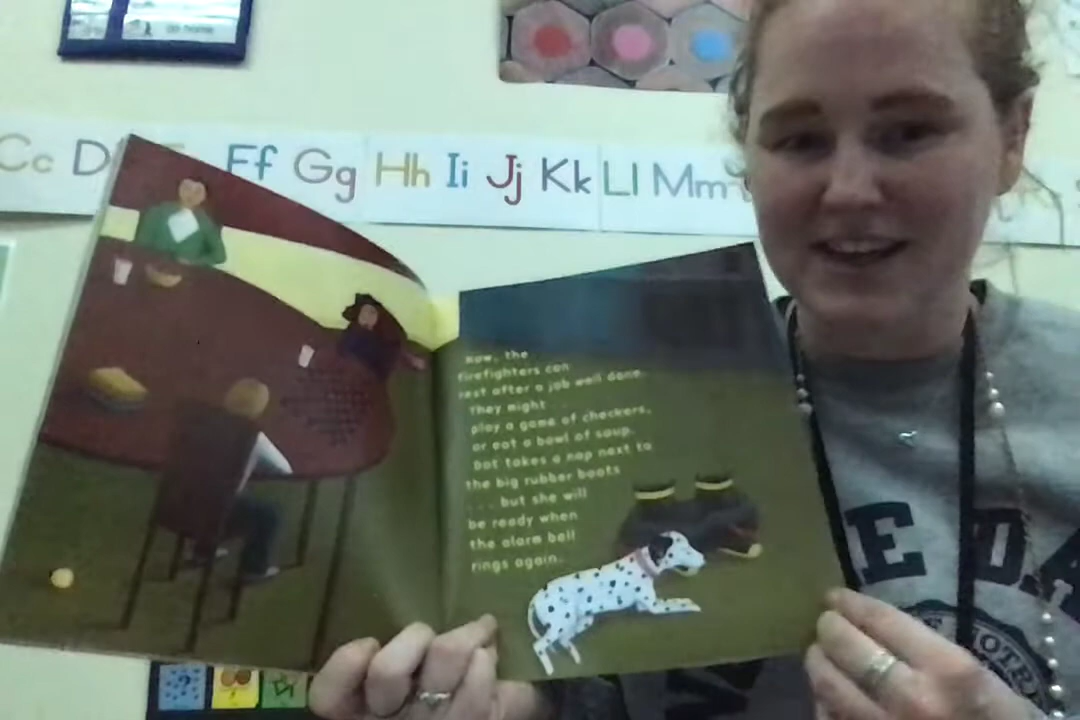 go home
Cc D Ff Gg Hh Ii Jj Kk Ll Mm
now, the
firefighters can
rest after a job well done.
They might . . .
play a game of checkers,
or eat a bowl of soup.
Dot takes a nap next to
the big rubber boots
. . . but she will
be ready when
the alarm bell
rings again.